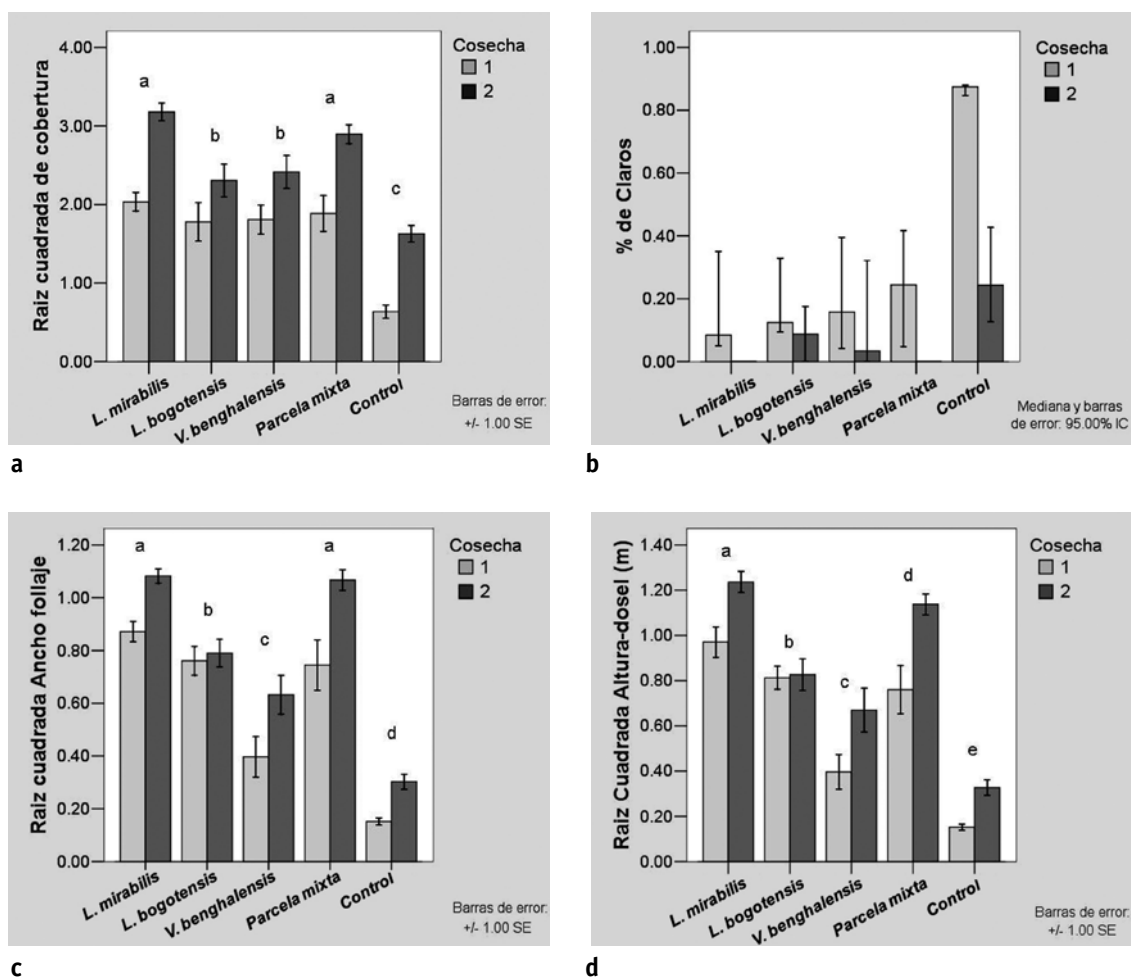 Raiz cuadrada de cobertura
4.00
3.00
2.00
1.00
0.00
a
b
b
a
c
L. mirabilis
L. bogotensis
V. benghalensis
Parcela mixta
Control
Cosecha
1
2
Barras de error:
+/- 1.00 SE
a
% de Claros
1.00
0.80
0.60
0.40
0.20
0.00
L. mirabilis
L. bogotensis
V. benghalensis
Parcela mixta
Control
Cosecha
1
2
Mediana y barras
de error: 95.00% IC
b
Raiz cuadrada Ancho follaje
1.20
1.00
0.80
0.60
0.40
0.20
0.00
a
b
c
a
d
L. mirabilis
L. bogotensis
V. benghalensis
Parcela mixta
Control
Cosecha
1
2
Barras de error:
+/- 1.00 SE
c
Raiz Cuadrada Altura-dosel (m)
1.40
1.20
1.00
0.80
0.60
0.40
0.20
0.00
a
b
c
d
e
L. mirabilis
L. bogotensis
V. benghalensis
Parcela mixta
Control
Cosecha
1
2
Barras de error:
+/- 1.00 SE
d